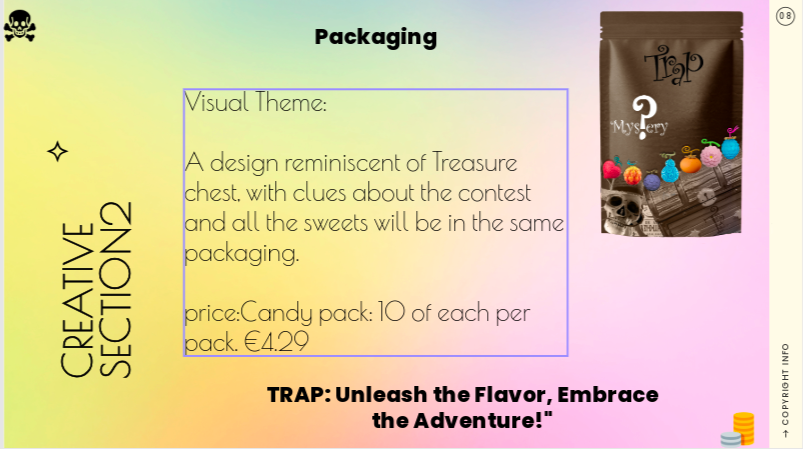 Packaging
08
Trap
?
Mystery
Visual Theme:
A design reminiscent of Treasure
chest, with clues about the contest
and all the sweets will be in the same
packaging.
price:Candy pack: 10 of each per
pack. €4.29
CREATIVE
SECTION2
TRAP: Unleash the Flavor, Embrace
the Adventure!"
→ COPYRIGHT INFO